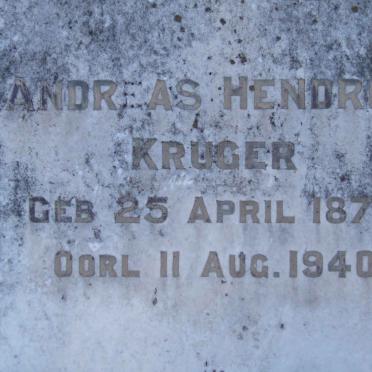 ANDREAS HENDR
KRUGER
GEB 25 APRIL 187
OORL 11 AUG. 1940